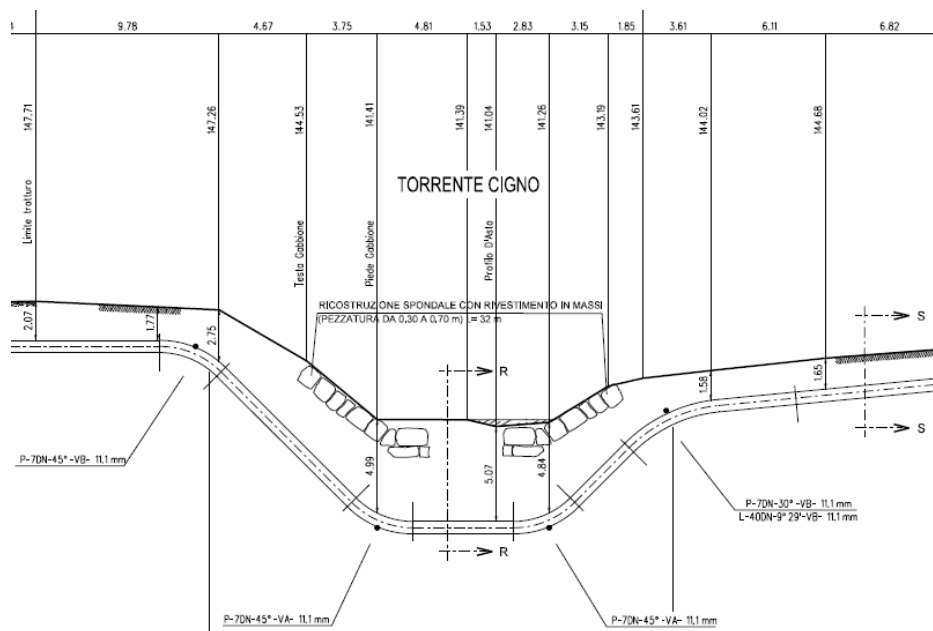 4 9.78 4.67 3.75 4.81 1.53 2.83 3.15 1.85 3.61 6.11 6.82
147.71
147.26
144.53
141.41
141.39
141.04
141.26
143.19
143.61
144.02
144.68
TORRENTE CIGNO
Limite tratturo
Testa Gabbione
Piede Gabbione
Profilo D'Asta
RICOSTRUZIONE SPONDALE CON RIVESTIMENTO IN MASSI
(PEZZATURA DA 0.30 A 0.70 m) L= 32 m
2.07
1.77
2.75
S
R
1.58
1.65
S
P-7DN-45°-VB- 11.1 mm
4.99
5.07
4.84
P-7DN-30°-VB- 11.1 mm
L-40DN-9° 29'-VB- 11.1 mm
R
P-7DN-45°-VA- 11.1 mm
P-7DN-45°-VA- 11.1 mm